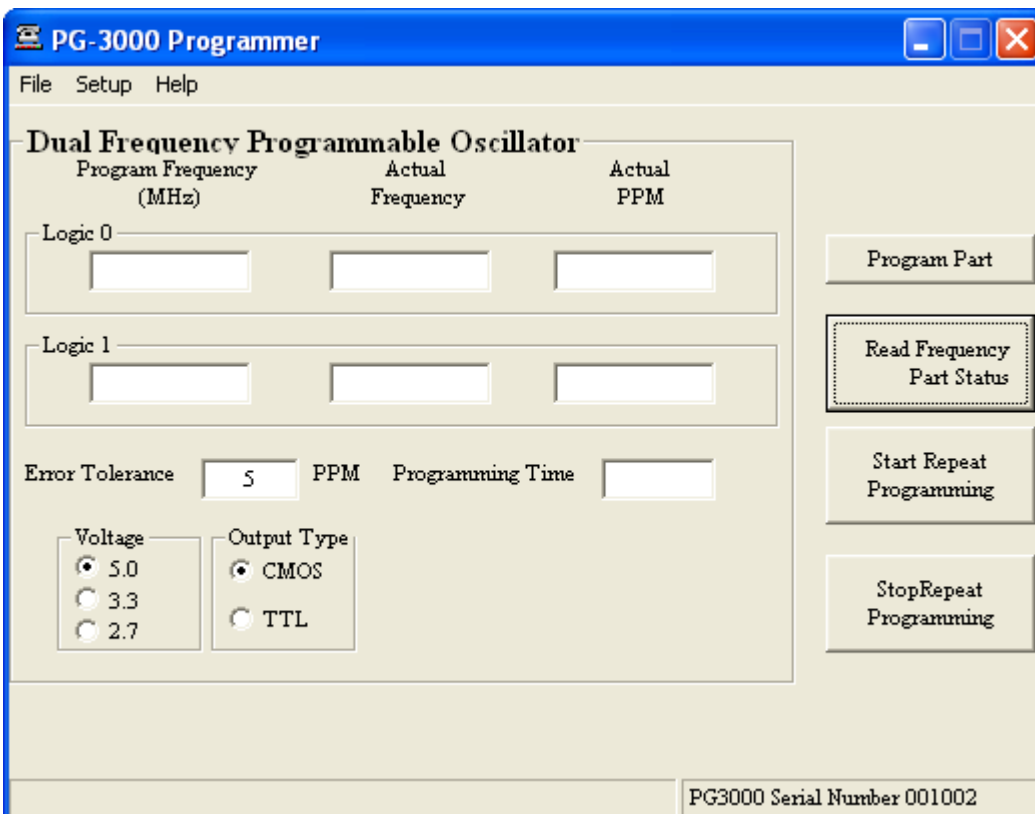 PG-3000 Programmer
File Setup Help
Dual Frequency Programmable Oscillator
Program Frequency
(MHz)
Actual
Frequency
Actual
PPM
Logic 0
Logic 1
Error Tolerance 5 PPM Programming Time
Voltage
5.0
3.3
2.7
Output Type
CMOS
TTL
Program Part
Read Frequency
Part Status
Start Repeat
Programming
StopRepeat
Programming
PG3000 Serial Number 001002